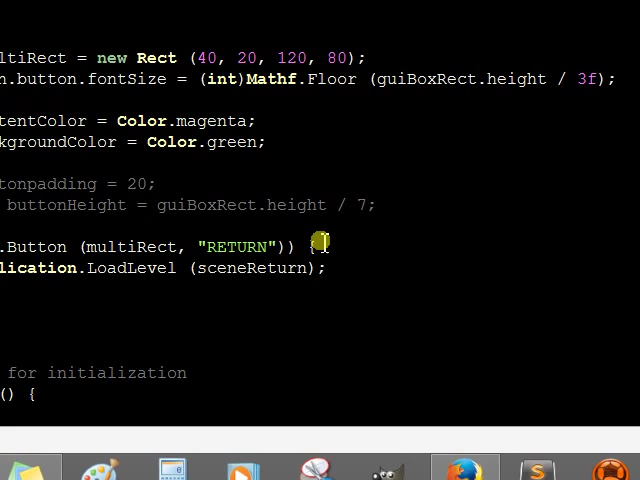 ltiRect = new Rect (40, 20, 120, 80);
n.button.fontSize = (int)Mathf.Floor (guiBoxRect.height / 3f);
tentColor = Color.magenta;
kgroundColor = Color.green;
tonpadding = 20;
buttonHeight = guiBoxRect.height / 7;
.Button (multiRect, "RETURN")) {
lication.LoadLevel (sceneReturn);
for initialization
() {
S